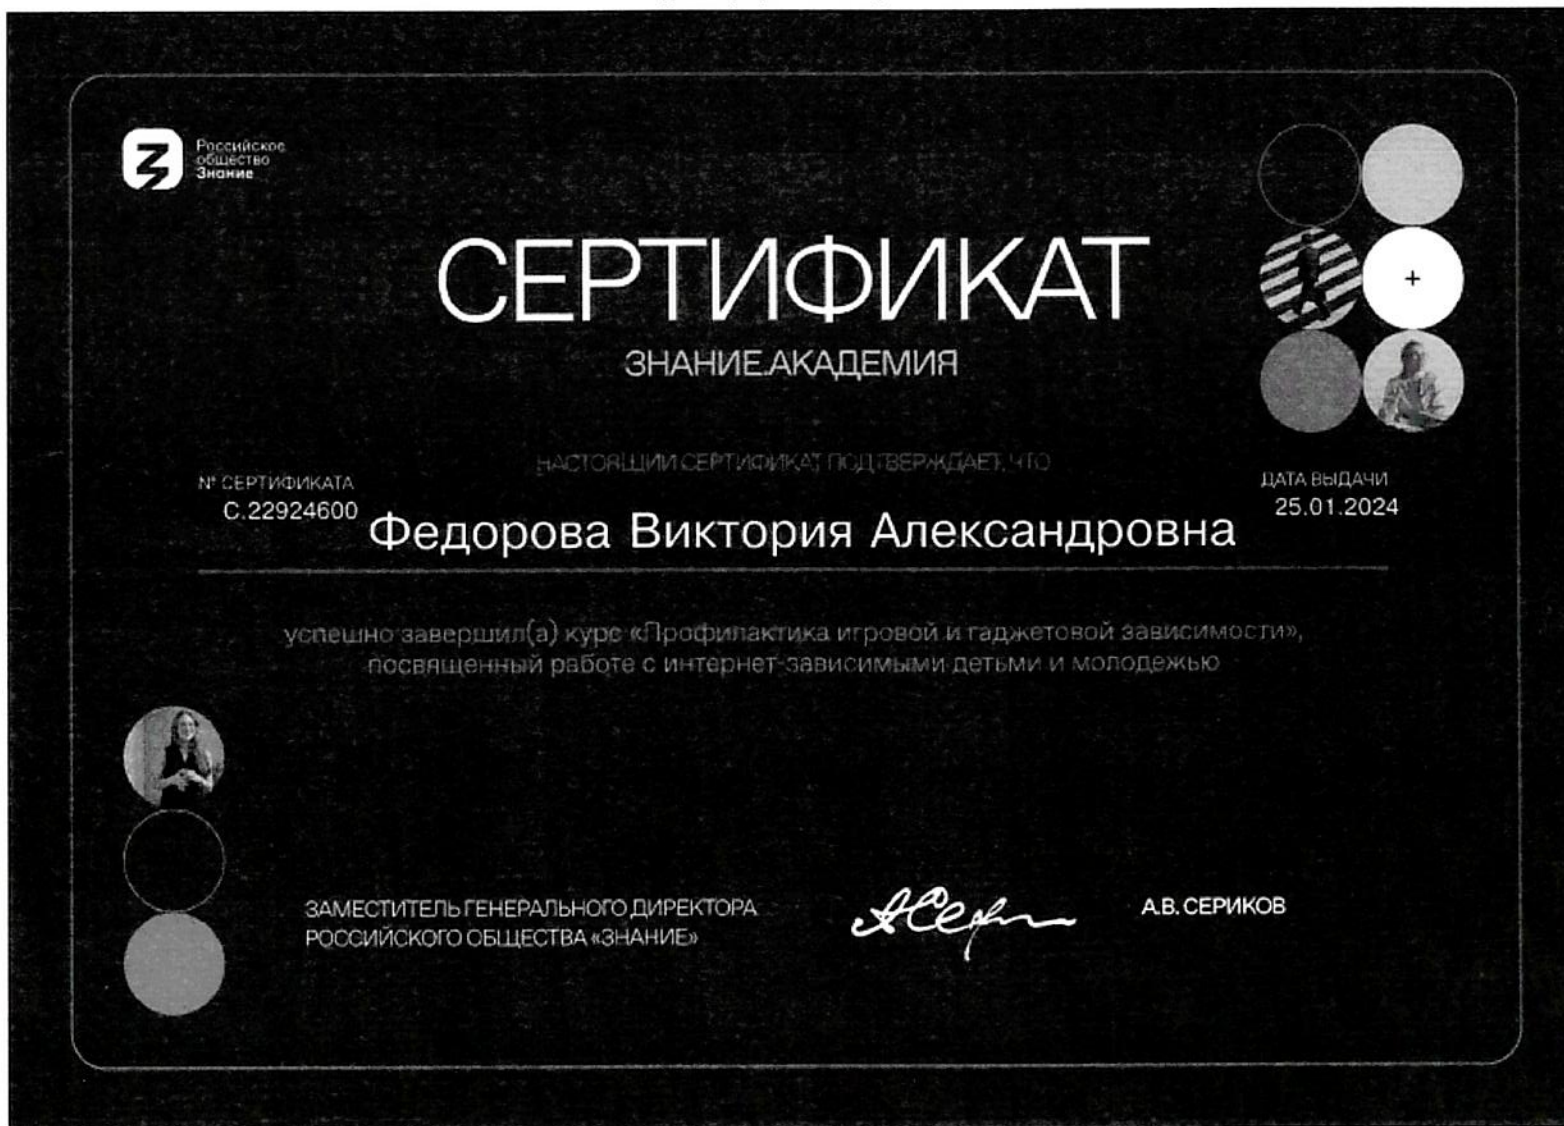 Российское
общество
Знание
СЕРТИФИКАТ
ЗНАНИЕ.АКАДЕМИЯ
НАСТОЯЩИЙ СЕРТИФИКАТ ПОДТВЕРЖДАЕТ, ЧТО
№ СЕРТИФИКАТА
С.22924600
ДАТА ВЫДАЧИ
25.01.2024
Федорова Виктория Александровна
успешно завершил(а) курс «Профилактика игровой и гаджетовой зависимости»,
посвященный работе с интернет-зависимыми детьми и молодежью
ЗАМЕСТИТЕЛЬ ГЕНЕРАЛЬНОГО ДИРЕКТОРА
РОССИЙСКОГО ОБЩЕСТВА «ЗНАНИЕ»
А.В. СЕРИКОВ